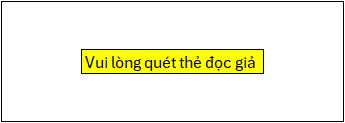 Vui lòng quét thẻ đọc giả